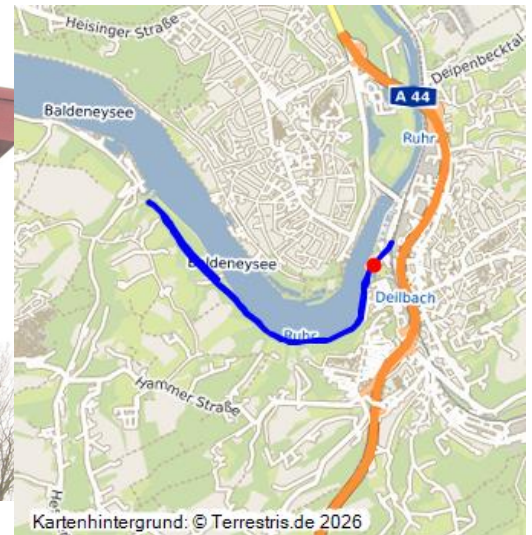 Heisinger Straße
Deipenbecktal
Baldeneysee
A 44
Ruhr
Baldeneysee
Deilbach
Ruhr
Hammer Straße
Kartenhintergrund: © Terrestris.de 2026